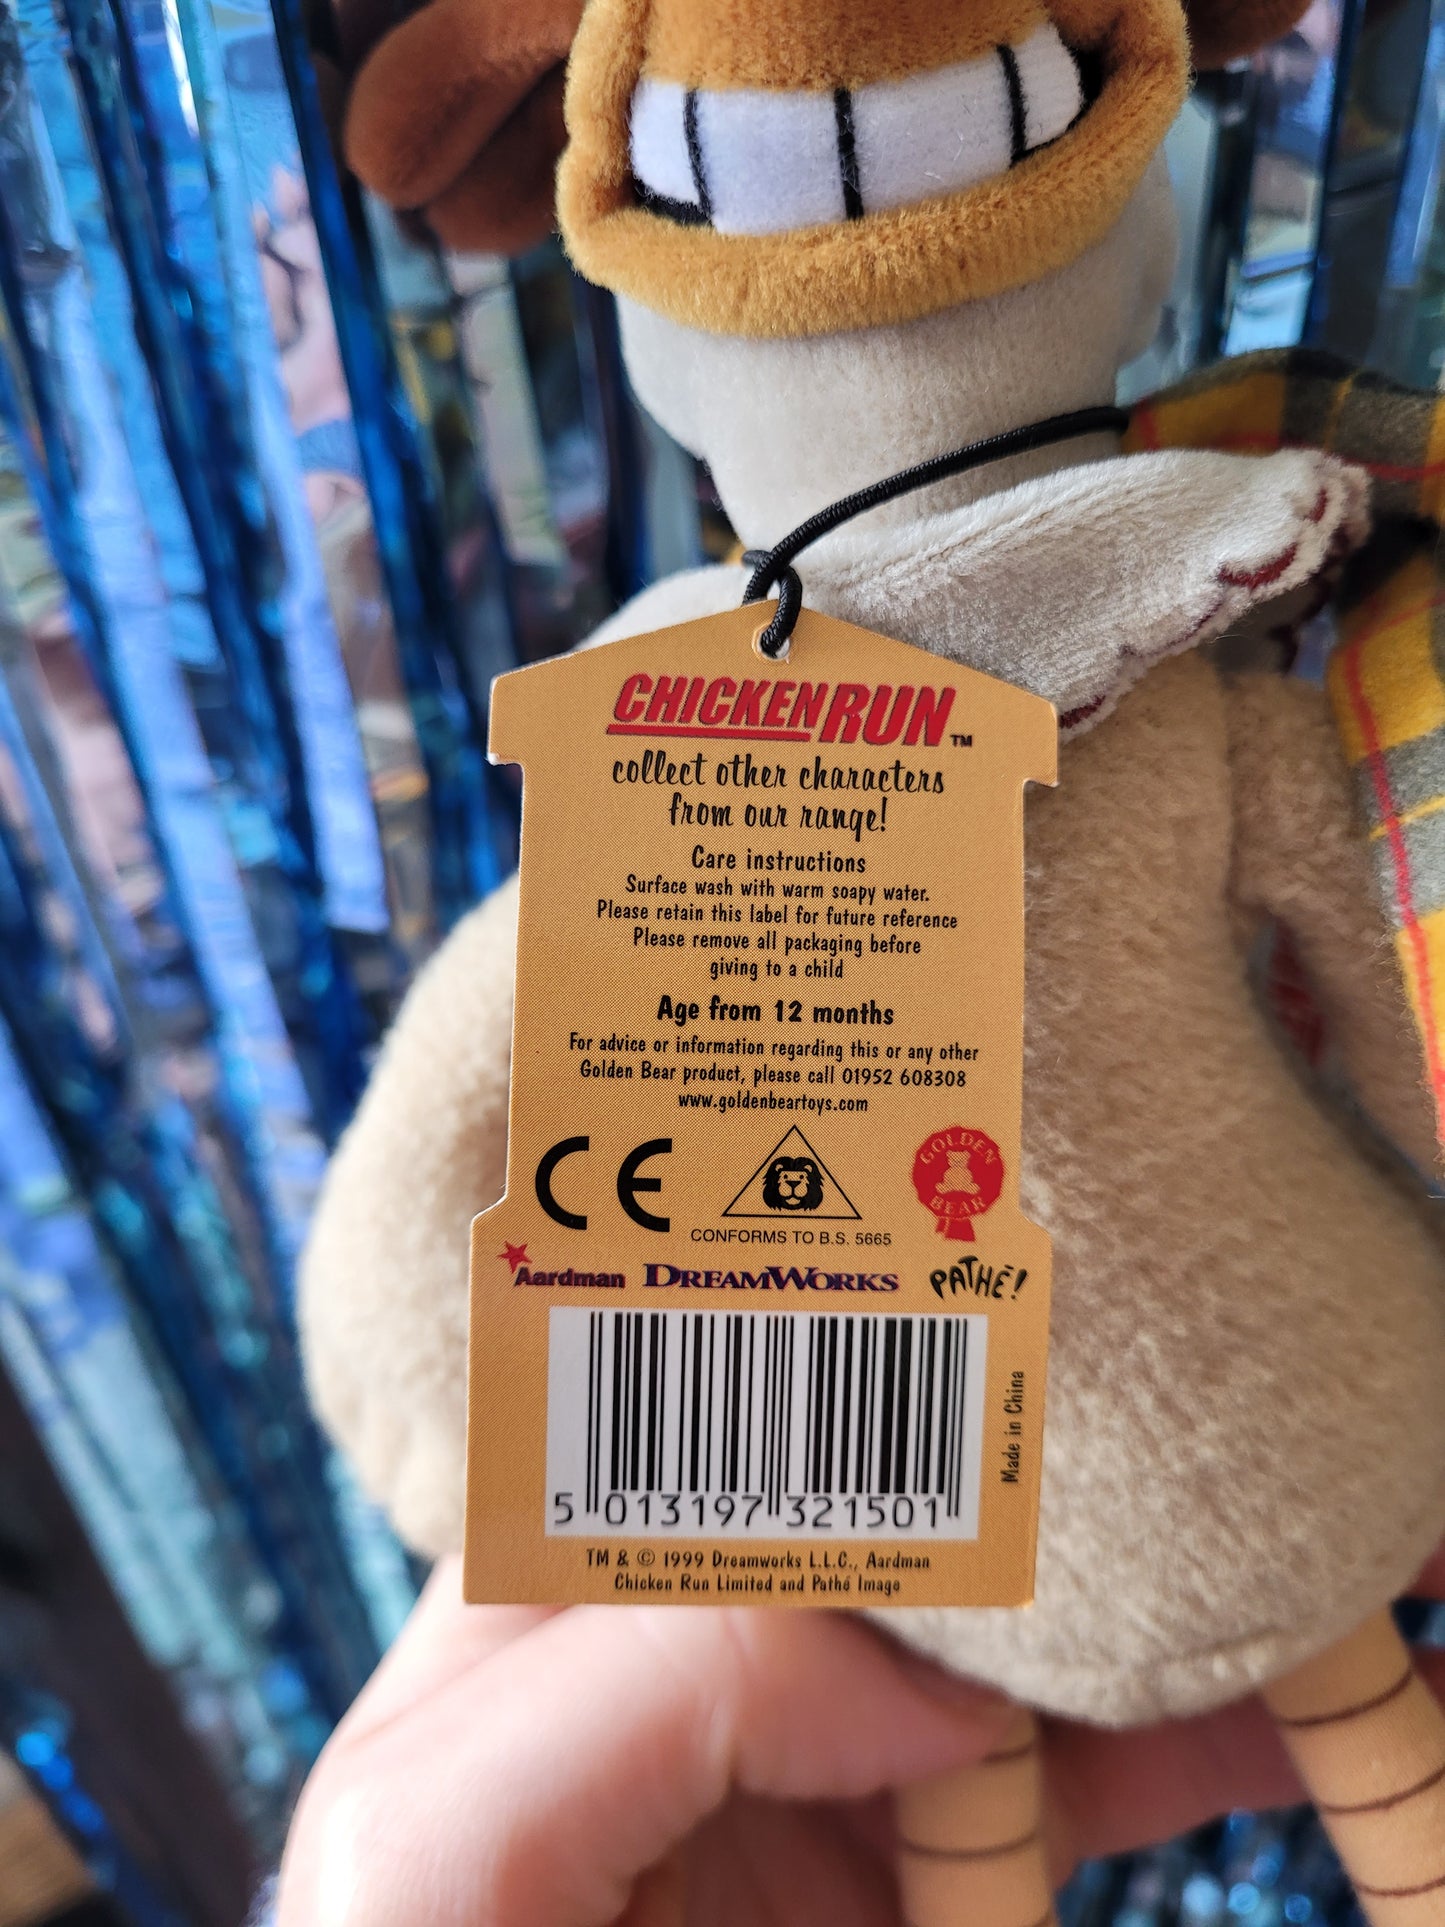 CHICKEN RUN™
collect other characters
from our range!
Care instructions
Surface wash with warm soapy water.
Please retain this label for future reference
Please remove all packaging before
giving to a child
Age from 12 months
For advice or information regarding this or any other
Golden Bear product, please call 01952 608308
www.goldenbeartoys.com
CE
CONFORMS TO B.S. 5665
GOLDEN
BEAR
Aardman DREAMWORKS PATHÉ!
5 013197 321501
Made in China
TM & © 1999 Dreamworks L.L.C., Aardman
Chicken Run Limited and Pathé Image